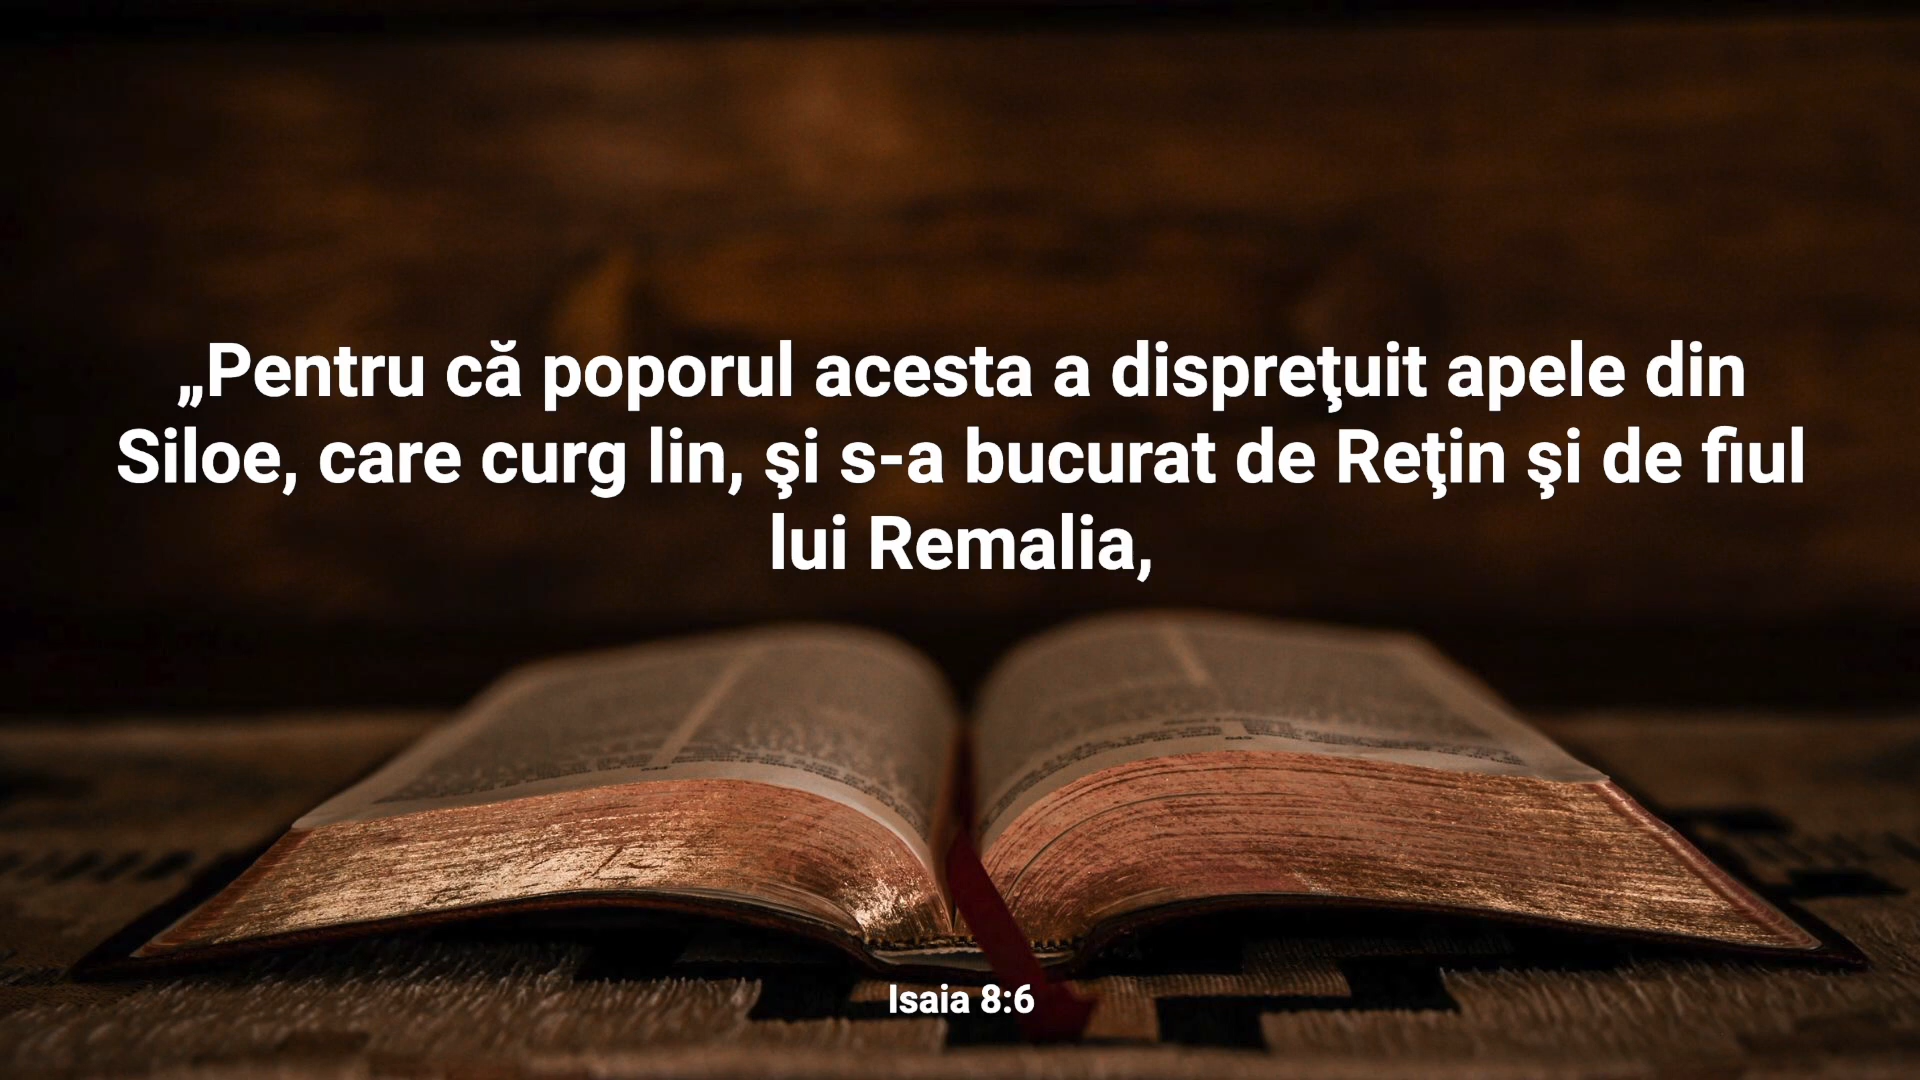 „Pentru că poporul acesta a dispreţuit apele din
Siloe, care curg lin, şi s-a bucurat de Reţin şi de fiul
lui Remalia,
Isaia 8:6